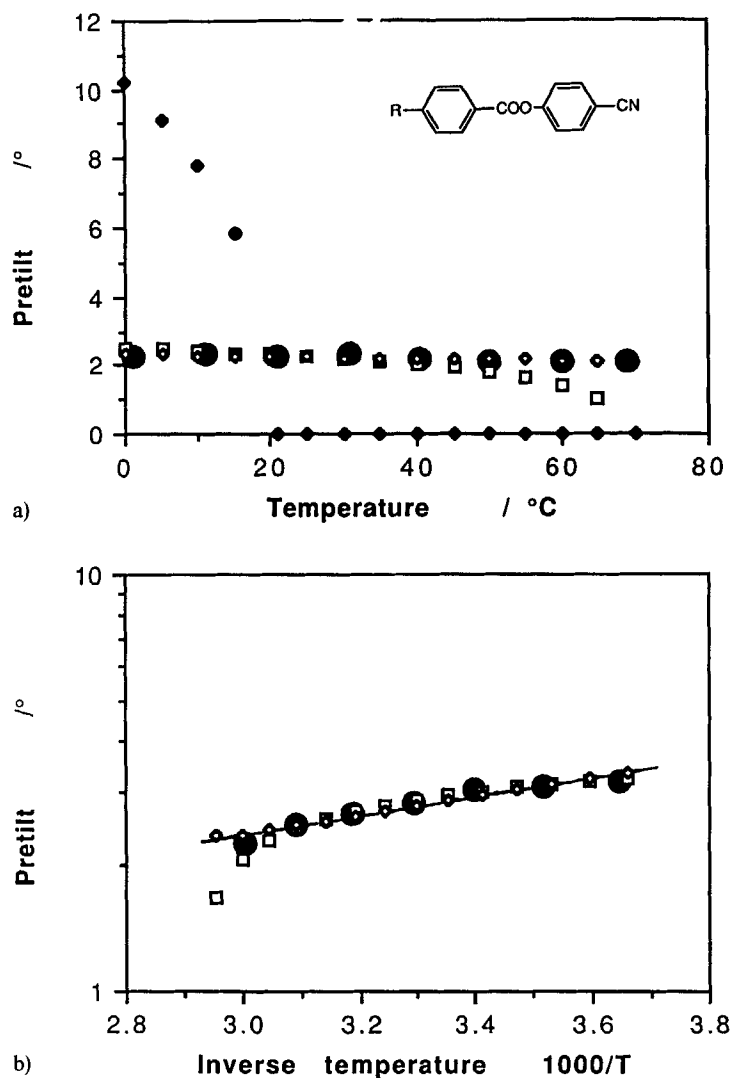 12
10
8
6
4
2
0
Pretilt /°
R
COO
CN
0 20 40 60 80
a) Temperature / °C
10
1
Pretilt /°
2.8 3.0 3.2 3.4 3.6 3.8
b) Inverse temperature 1000/T